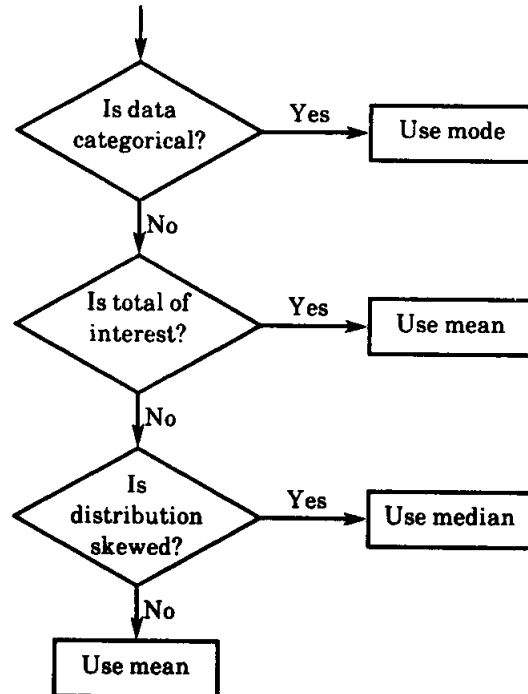 Is data
categorical?
Yes
Use mode
No
Is total of
interest?
Yes
Use mean
No
Is
distribution
skewed?
Yes
Use median
No
Use mean